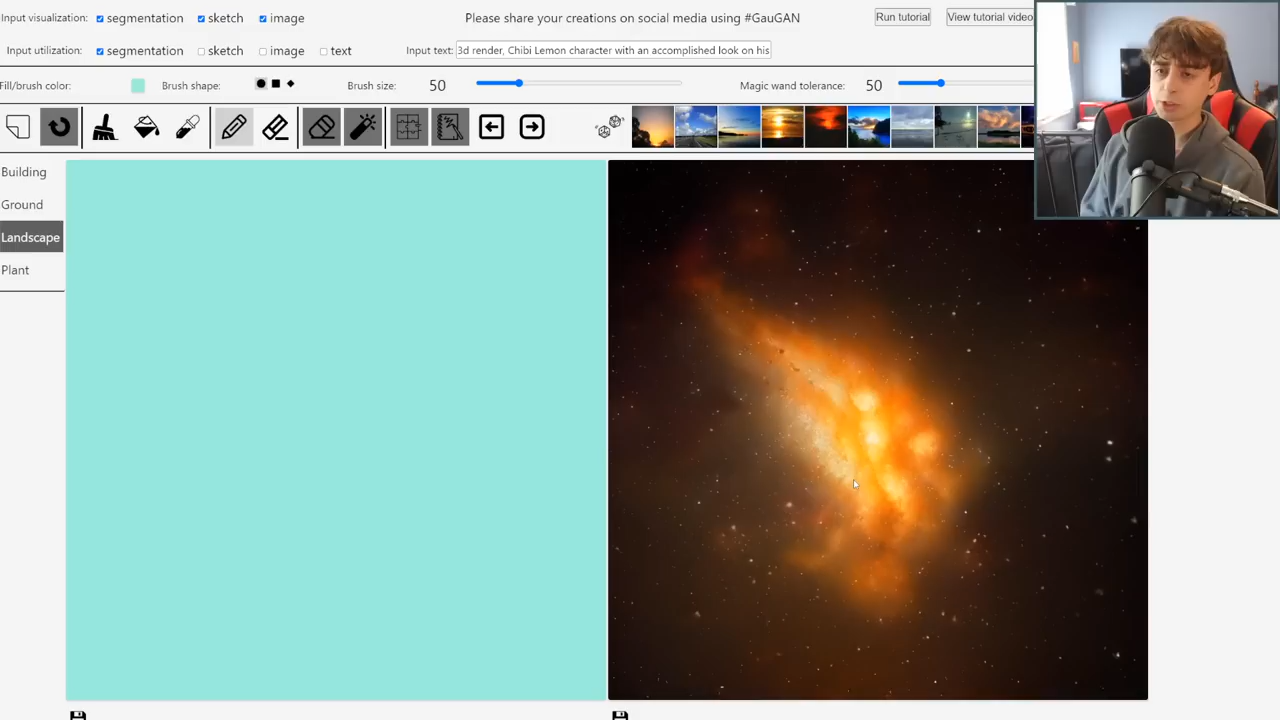 Input visualization: segmentation sketch image Please share your creations on social media using #GauGAN Run tutorial View tutorial video
Input utilization: segmentation sketch image text Input text: 3d render, Chibi Lemon character with an accomplished look on his
Fill/brush color: Brush shape: Brush size: 50 Magic wand tolerance: 50
Building
Ground
Landscape
Plant